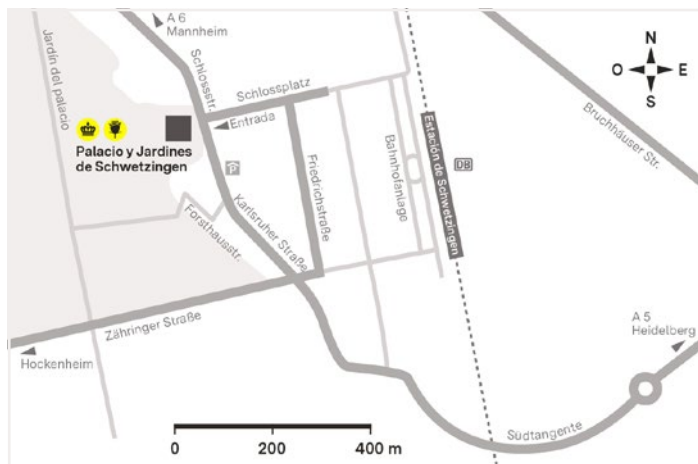 A 6
Mannheim
Jardín del palacio
Schlossstr.
Schlossplatz
Entrada
N
O
E
S
Bruchhäuser Str.
Palacio y Jardines
de Schwetzingen
P
Friedrichstraße
Bahnhofanlage
Estación de Schwetzingen
DB
Karlsruher Straße
Forsthausstr.
Zähringer Straße
Hockenheim
A 5
Heidelberg
Südtangente
0
200
400 m